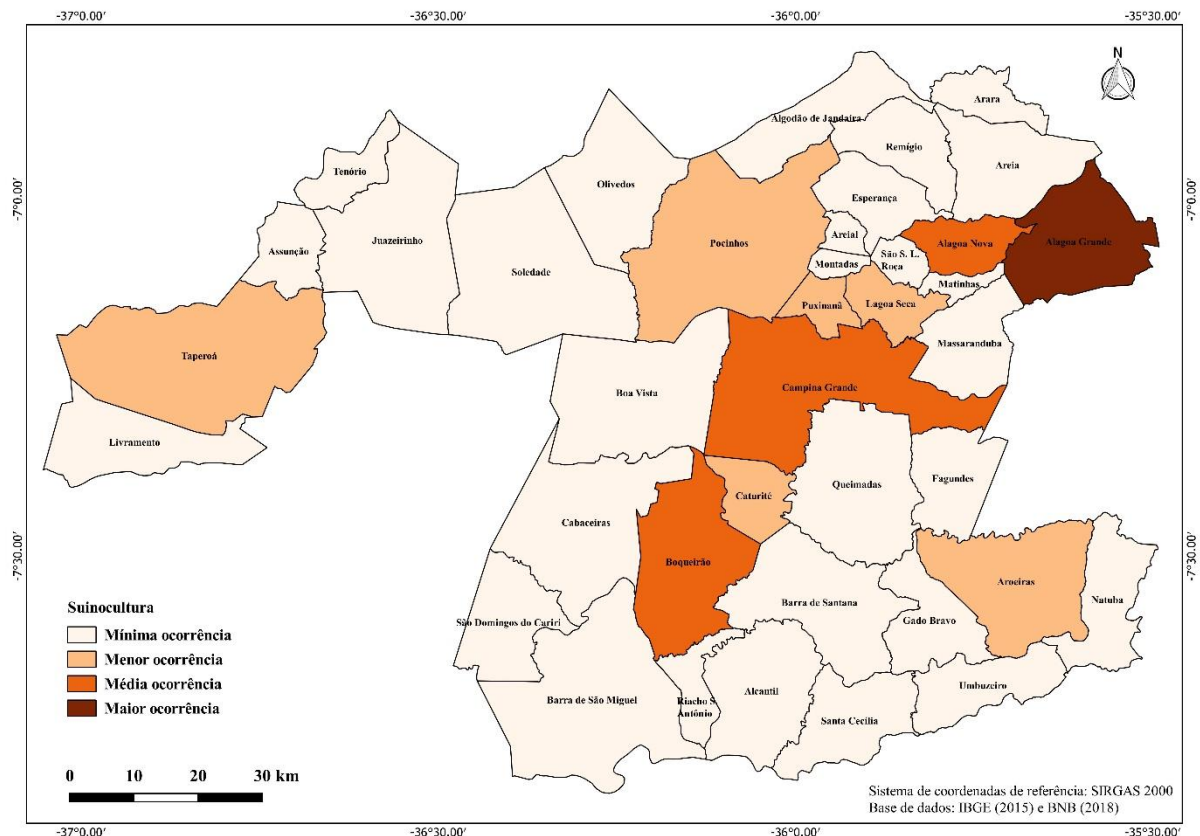 -37°0.00'
-36°30.00'
-36°0.00'
-35°30.00'
N
Arara
Algodão de Jandaíra
Remígio
Areia
Tenório
Olivedos
Esperança
-7°0.00'
-7°0.00'
Assunção
Juazeirinho
Soledade
Pocinhos
Areial
Montadas
São S. L.
Roça
Alagoa Nova
Alagoa Grande
Matinhas
Puxinanã
Lagoa Seca
Massaranduba
Taperoá
Boa Vista
Campina Grande
Livramento
Queimadas
Fagundes
Caturité
Cabaceiras
Boqueirão
-7°30.00'
-7°30.00'
Aroeiras
Natuba
Barra de Santana
Gado Bravo
São Domingos do Cariri
Umbuzeiro
Barra de São Miguel
Riacho S.
Antônio
Alcantil
Santa Cecília
Suinocultura
Mínima ocorrência
Menor ocorrência
Média ocorrência
Maior ocorrência
0 10 20 30 km
Sistema de coordenadas de referência: SIRGAS 2000
Base de dados: IBGE (2015) e BNB (2018)
-37°0.00'
-36°30.00'
-36°0.00'
-35°30.00'